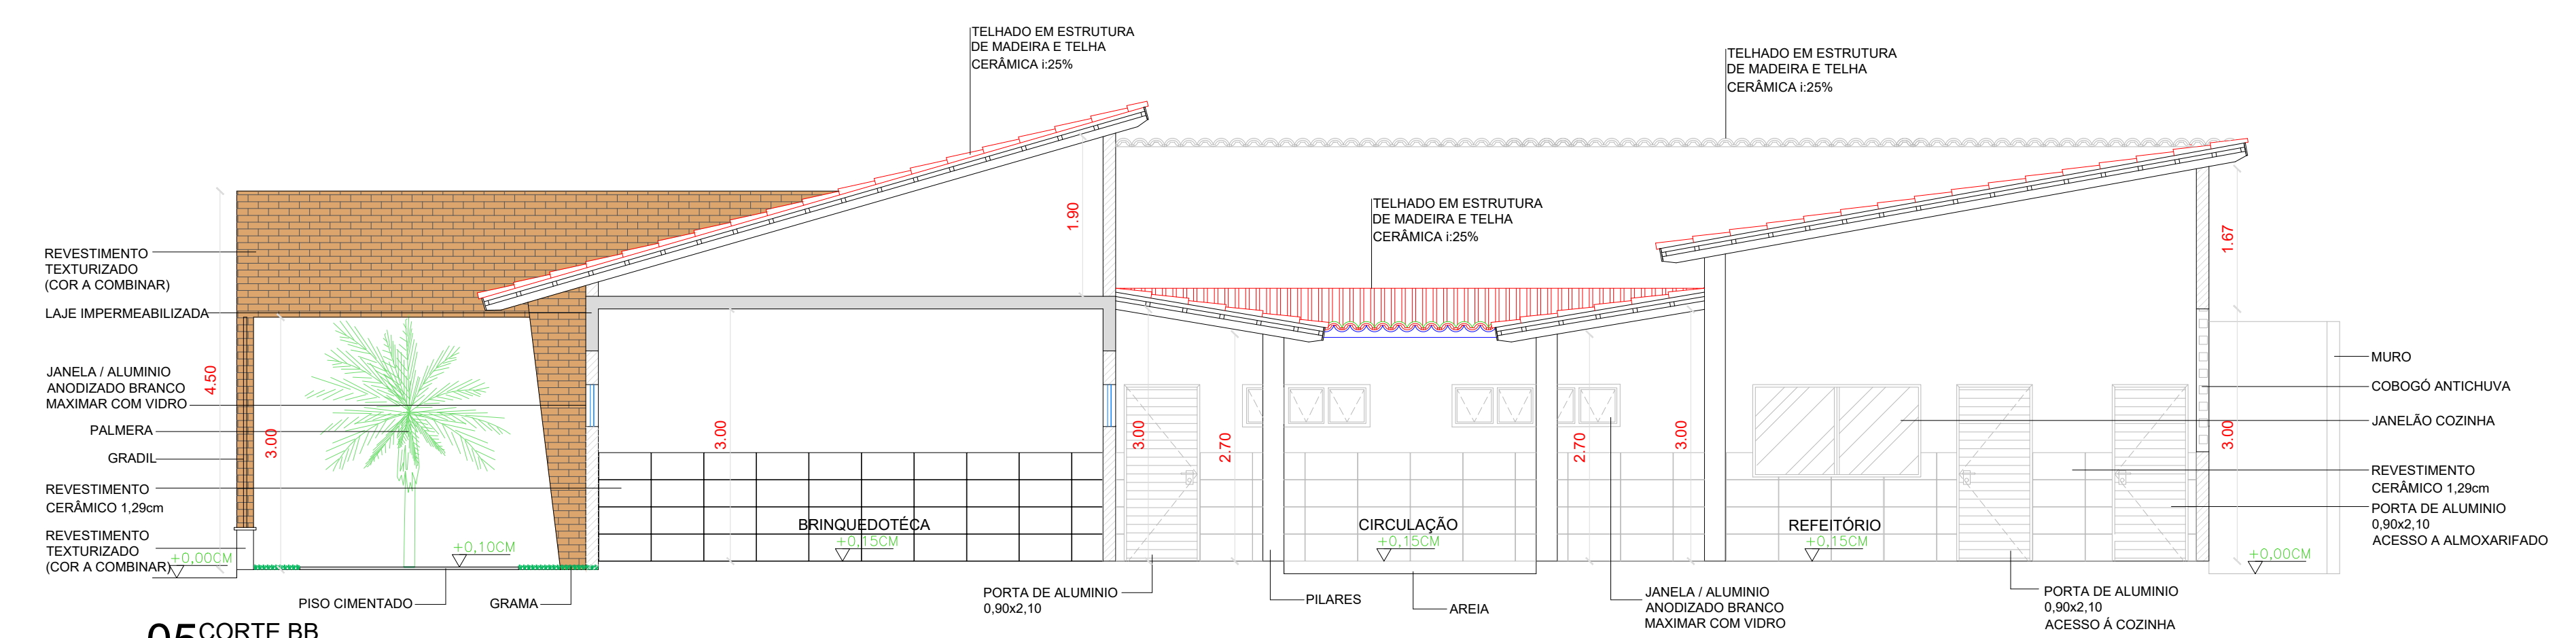 TELHADO EM ESTRUTURA
DE MADEIRA E TELHA
CERÂMICA i:25%
TELHADO EM ESTRUTURA
DE MADEIRA E TELHA
CERÂMICA i:25%
TELHADO EM ESTRUTURA
DE MADEIRA E TELHA
CERÂMICA i:25%
REVESTIMENTO
TEXTURIZADO
(COR A COMBINAR)
LAJE IMPERMEABILIZADA
JANELA / ALUMINIO
ANODIZADO BRANCO
MAXIMAR COM VIDRO
PALMERA
GRADIL
REVESTIMENTO
CERÂMICO 1,29cm
REVESTIMENTO
TEXTURIZADO
(COR A COMBINAR)
+0,00CM
4.50
3.00
+0,10CM
PISO CIMENTADO
GRAMA
3.00
1.90
BRINQUEDOTÉCA
+0,15CM
3.00
2.70
CIRCULAÇÃO
+0,15CM
2.70
3.00
REFEITÓRIO
+0,15CM
1.67
3.00
+0,00CM
MURO
COBOGÓ ANTICHUVA
JANELÃO COZINHA
REVESTIMENTO
CERÂMICO 1,29cm
PORTA DE ALUMINIO
0,90x2,10
ACESSO A ALMOXARIFADO
PORTA DE ALUMINIO
0,90x2,10
PILARES
AREIA
JANELA / ALUMINIO
ANODIZADO BRANCO
MAXIMAR COM VIDRO
PORTA DE ALUMINIO
0,90x2,10
ACESSO Á COZINHA
05 CORTE BB